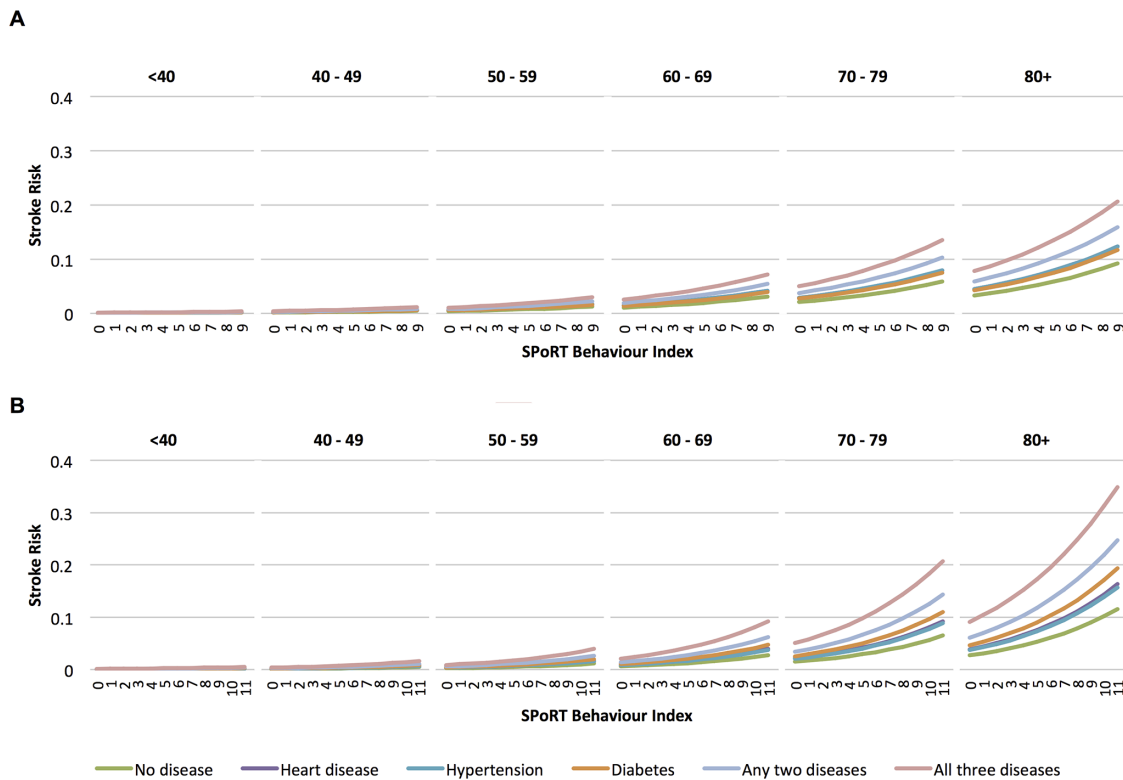 A
<40 40 - 49 50 - 59 60 - 69 70 - 79 80+
0.4
0.3
0.2
0.1
0
Stroke Risk
0 1 2 3 4 5 6 7 8 9 0 1 2 3 4 5 6 7 8 9 0 1 2 3 4 5 6 7 8 9 0 1 2 3 4 5 6 7 8 9 0 1 2 3 4 5 6 7 8 9 0 1 2 3 4 5 6 7 8 9
SPoRT Behaviour Index
B
<40 40 - 49 50 - 59 60 - 69 70 - 79 80+
0.4
0.3
0.2
0.1
0
Stroke Risk
0 1 2 3 4 5 6 7 8 9 10 11 0 1 2 3 4 5 6 7 8 9 10 11 0 1 2 3 4 5 6 7 8 9 10 11 0 1 2 3 4 5 6 7 8 9 10 11 0 1 2 3 4 5 6 7 8 9 10 11 0 1 2 3 4 5 6 7 8 9 10 11
SPoRT Behaviour Index
No disease Heart disease Hypertension Diabetes Any two diseases All three diseases